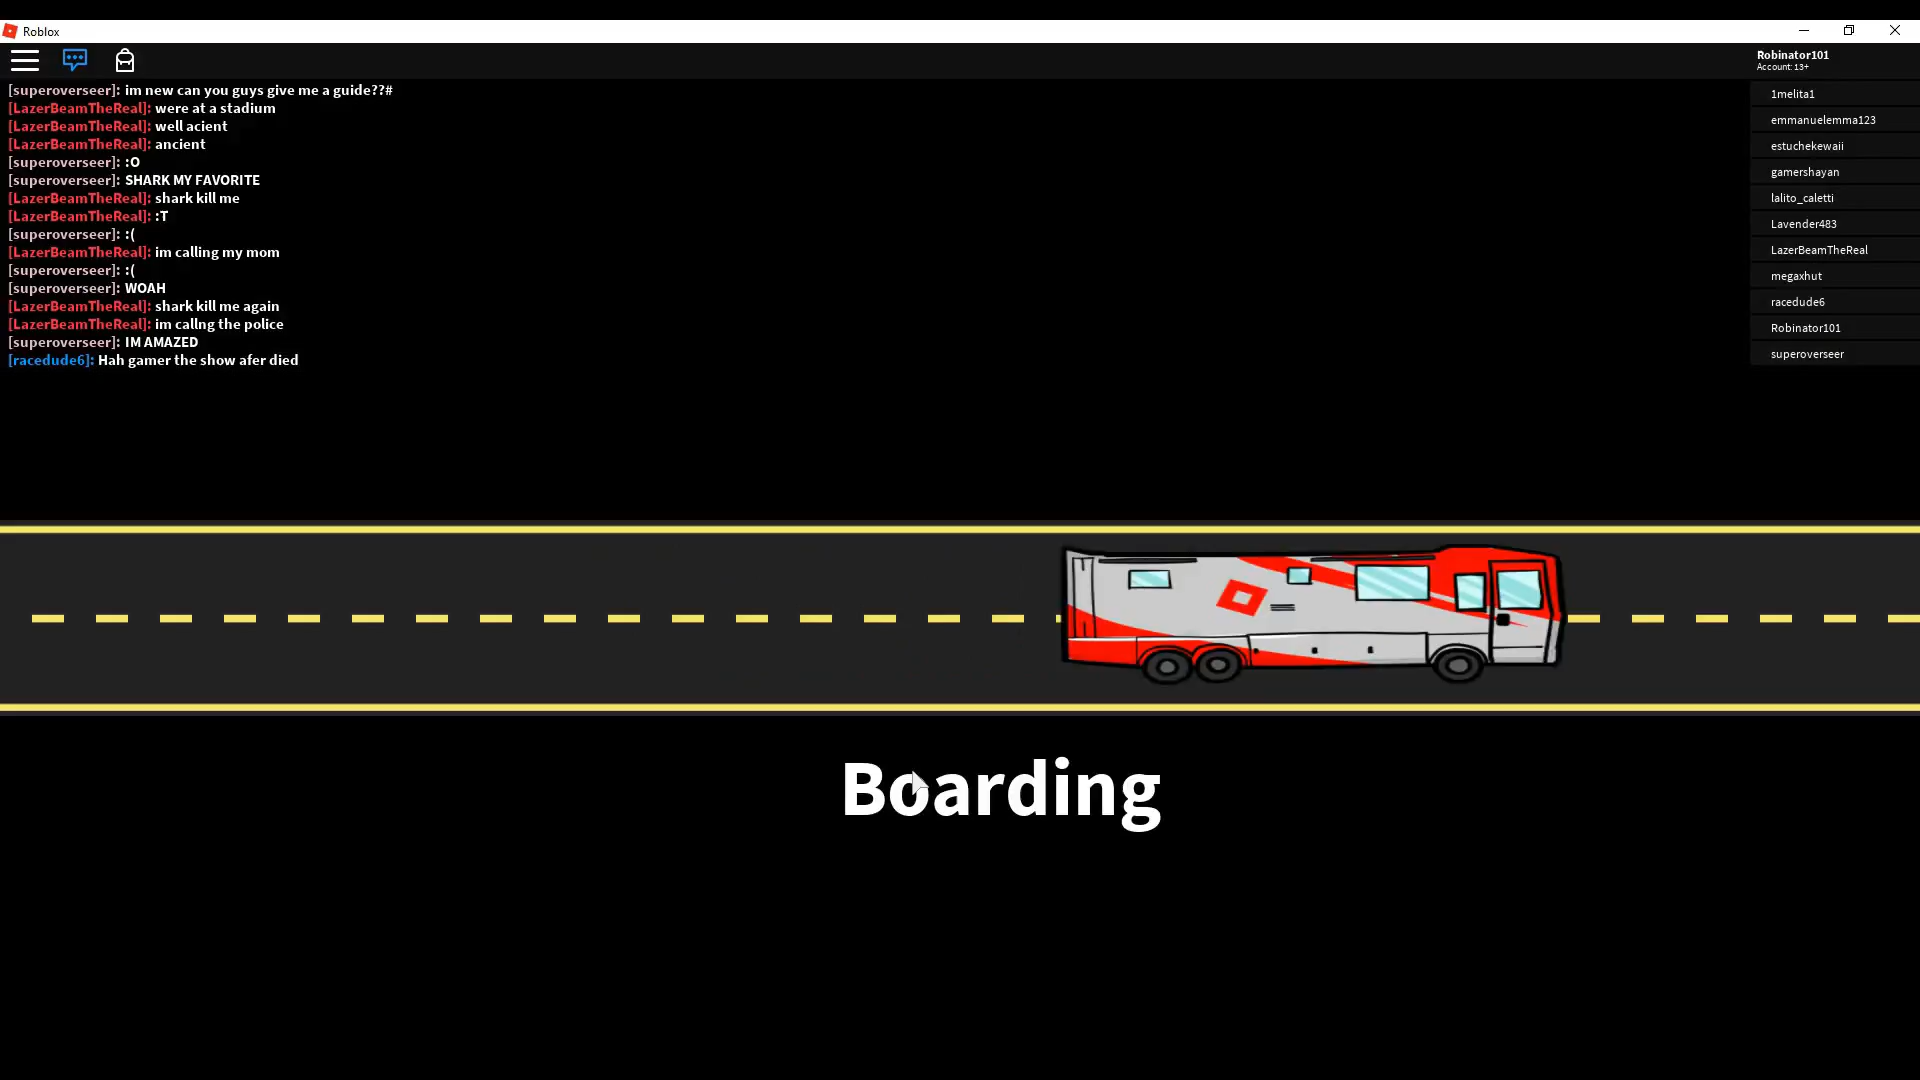 Roblox
Robinator101
Account: 13+
[superoverseer]: im new can you guys give me a guide??#
[LazerBeamTheReal]: were at a stadium
[LazerBeamTheReal]: well acient
[LazerBeamTheReal]: ancient
[superoverseer]: :O
[superoverseer]: SHARK MY FAVORITE
[LazerBeamTheReal]: shark kill me
[LazerBeamTheReal]: :T
[superoverseer]: :(
[LazerBeamTheReal]: im calling my mom
[superoverseer]: :(
[superoverseer]: WOAH
[LazerBeamTheReal]: shark kill me again
[LazerBeamTheReal]: im callng the police
[superoverseer]: IM AMAZED
[racedude6]: Hah gamer the show afer died
1melita1
emmanuelemma123
estuchekewaii
gamershayan
lalito_caletti
Lavender483
LazerBeamTheReal
megaxhut
racedude6
Robinator101
superoverseer
Boarding